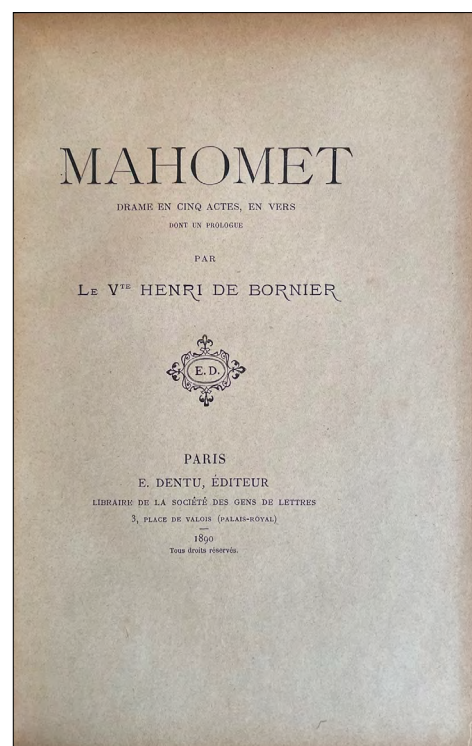 MAHOMET
DRAME EN CINQ ACTES, EN VERS
DONT UN PROLOGUE
PAR
LE VTE HENRI DE BORNIER
E. D.
PARIS
E. DENTU, ÉDITEUR
LIBRAIRE DE LA SOCIÉTÉ DES GENS DE LETTRES
3, PLACE DE VALOIS (PALAIS-ROYAL)
1890
Tous droits réservés.